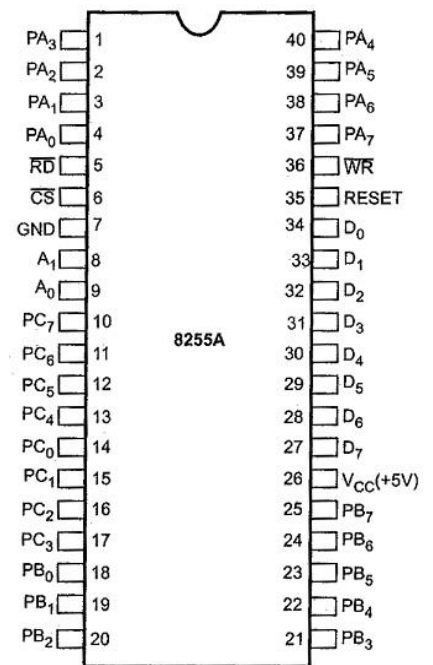 PA₃ 1 40 PA₄
PA₂ 2 39 PA₅
PA₁ 3 38 PA₆
PA₀ 4 37 PA₇
R̅D̅ 5 36 W̅R̅
C̅S̅ 6 35 RESET
GND 7 34 D₀
A₁ 8 33 D₁
A₀ 9 32 D₂
PC₇ 10 31 D₃
8255A
PC₆ 11 30 D₄
PC₅ 12 29 D₅
PC₄ 13 28 D₆
PC₀ 14 27 D₇
PC₁ 15 26 V_CC(+5V)
PC₂ 16 25 PB₇
PC₃ 17 24 PB₆
PB₀ 18 23 PB₅
PB₁ 19 22 PB₄
PB₂ 20 21 PB₃